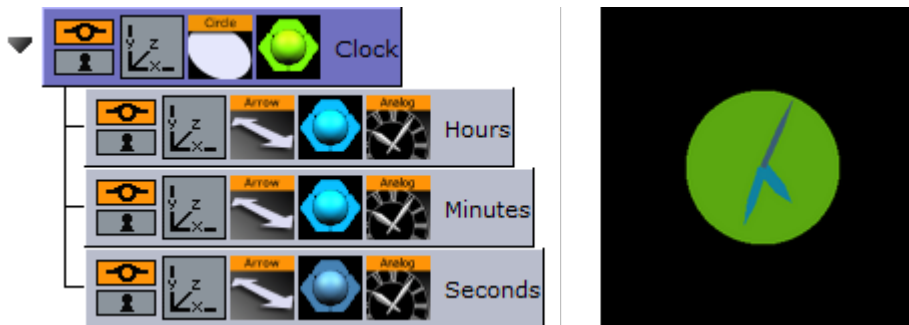 Circle
y z
x
Clock
Arrow
Analog
y z
x
Hours
Arrow
Analog
y z
x
Minutes
Arrow
Analog
y z
x
Seconds